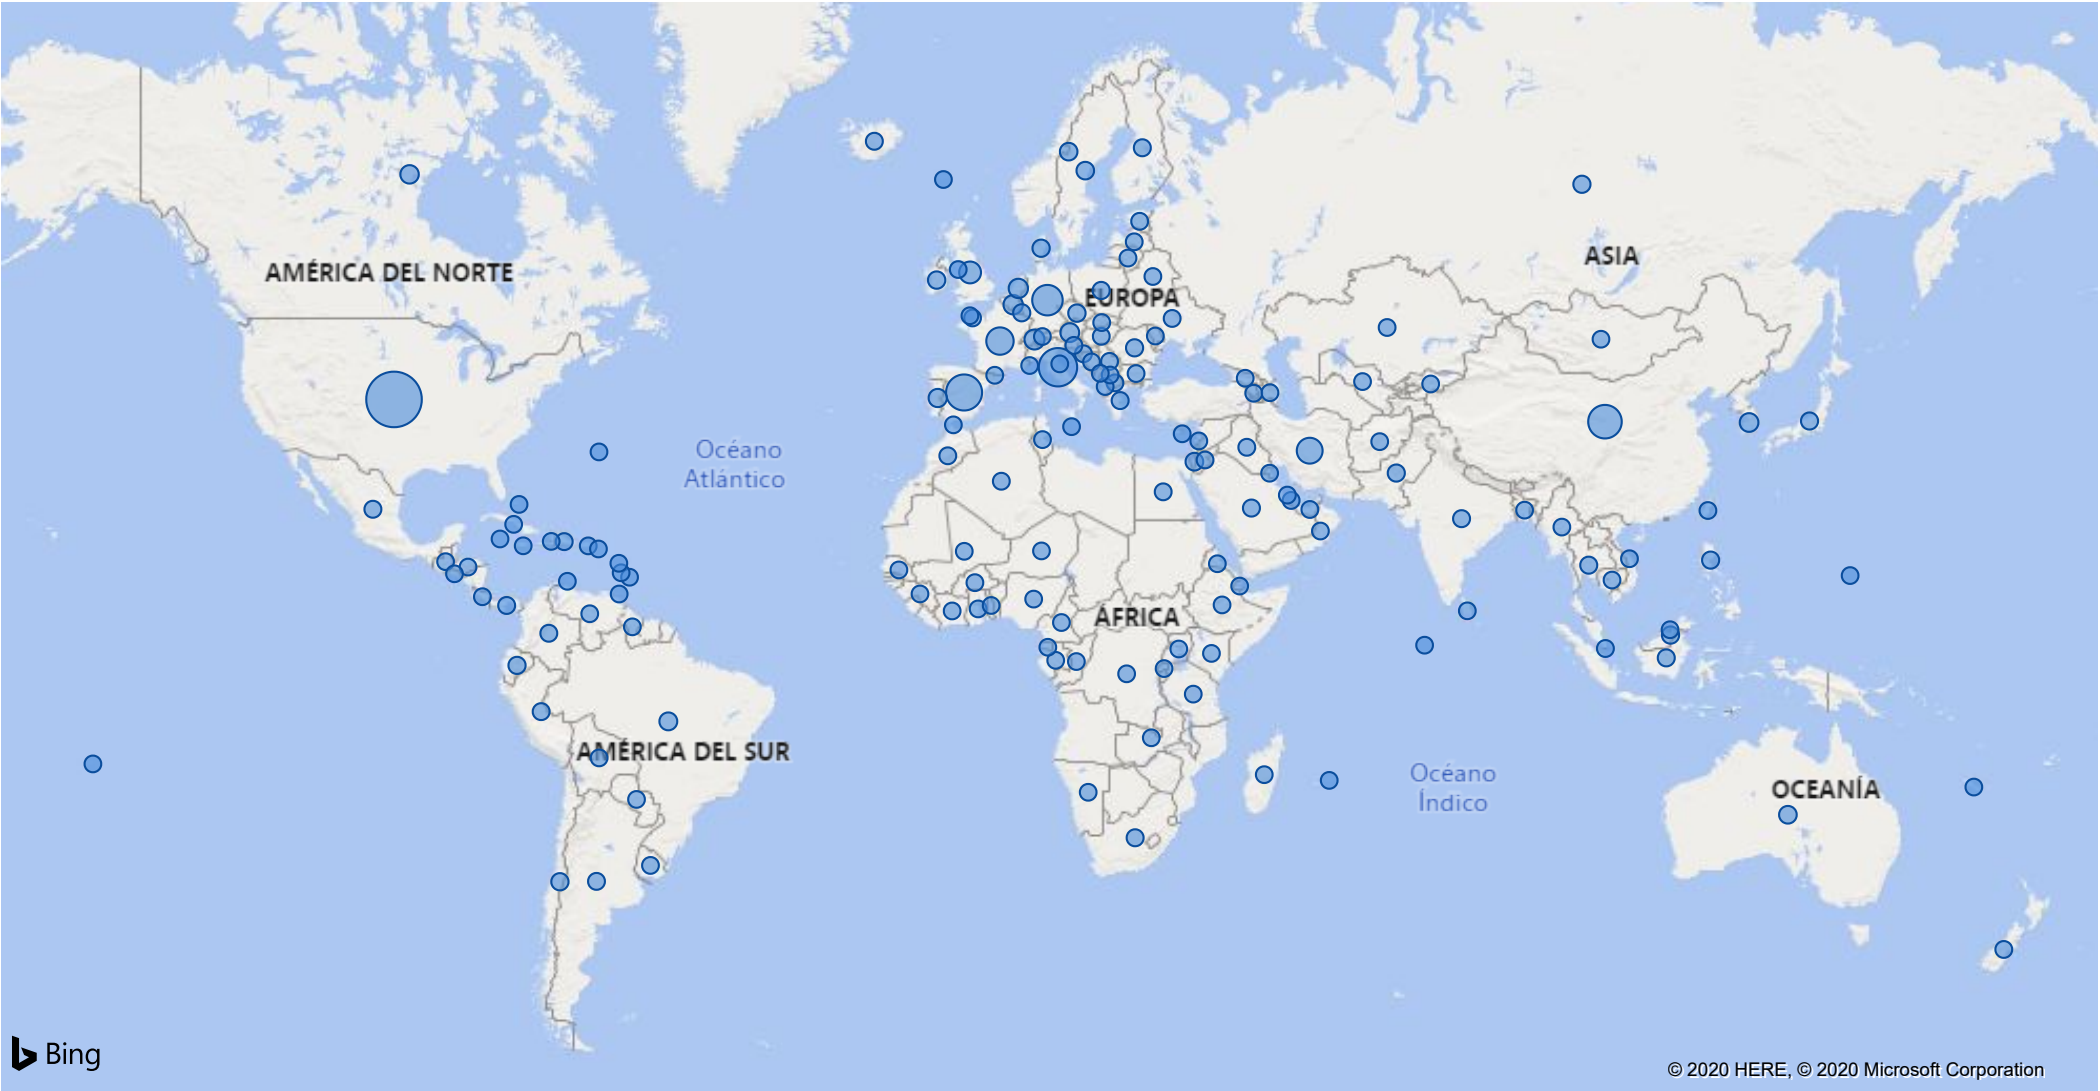 AMÉRICA DEL NORTE
EUROPA
ASIA
Océano
Atlántico
ÁFRICA
AMÉRICA DEL SUR
Océano
Índico
OCEANÍA
Bing
© 2020 HERE, © 2020 Microsoft Corporation